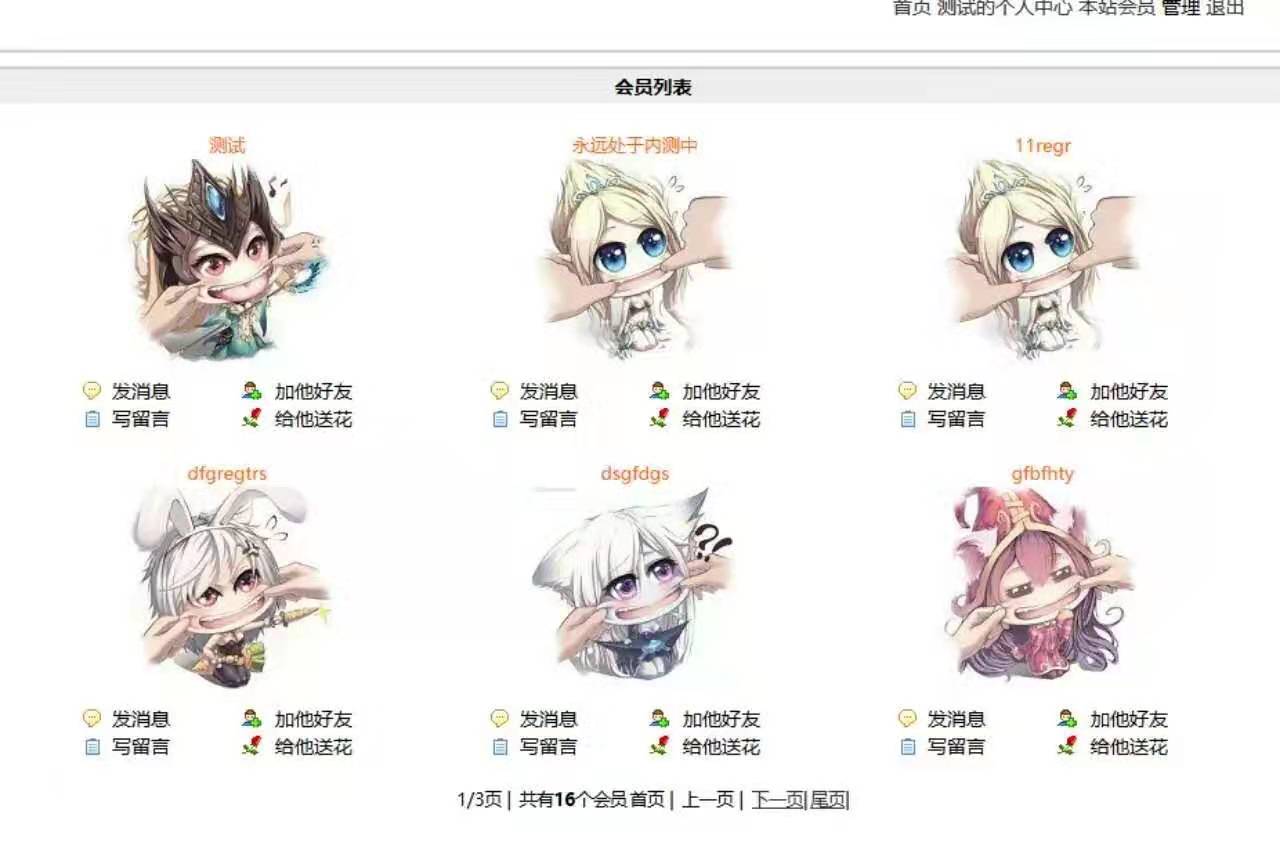 首页 测试的个人中心 本站会员 管理 退出
会员列表
测试 永远处于内测中 11regr
发消息 加他好友 发消息 加他好友 发消息 加他好友
写留言 给他送花 写留言 给他送花 写留言 给他送花
dfgregtrs dsgfdgs gfbfhty
??
发消息 加他好友 发消息 加他好友 发消息 加他好友
写留言 给他送花 写留言 给他送花 写留言 给他送花
1/3页 | 共有16个会员 首页 | 上一页 | 下一页| 尾页|